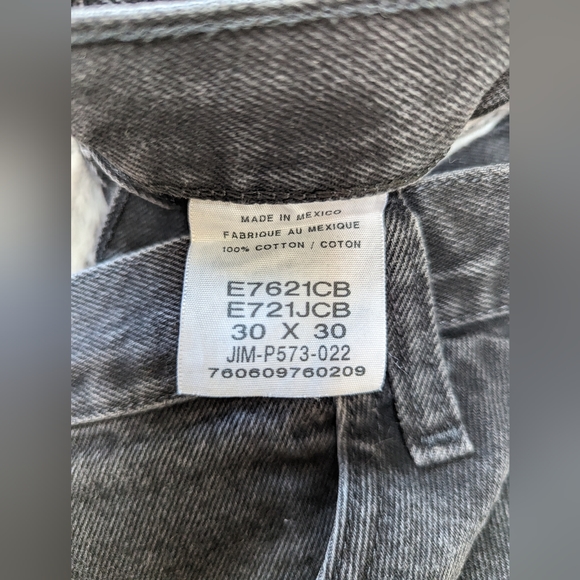 MADE IN MEXICO
FABRIQUE AU MEXIQUE
100% COTTON / COTON
E7621CB
E721JCB
30 X 30
JIM-P573-022
760609760209